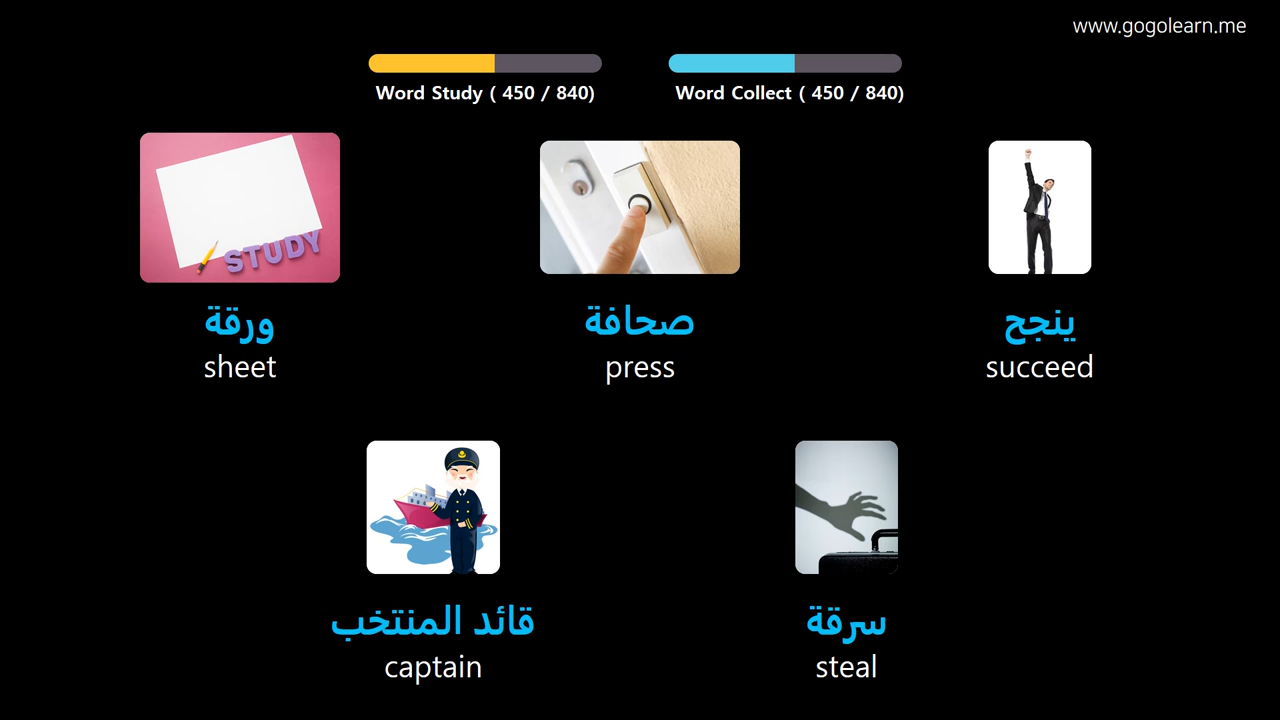 www.gogolearn.me
Word Study ( 450 / 840)
Word Collect ( 450 / 840)
STUDY
ورقة
sheet
صحافة
press
ينجح
succeed
قائد المنتخب
captain
سرقة
steal